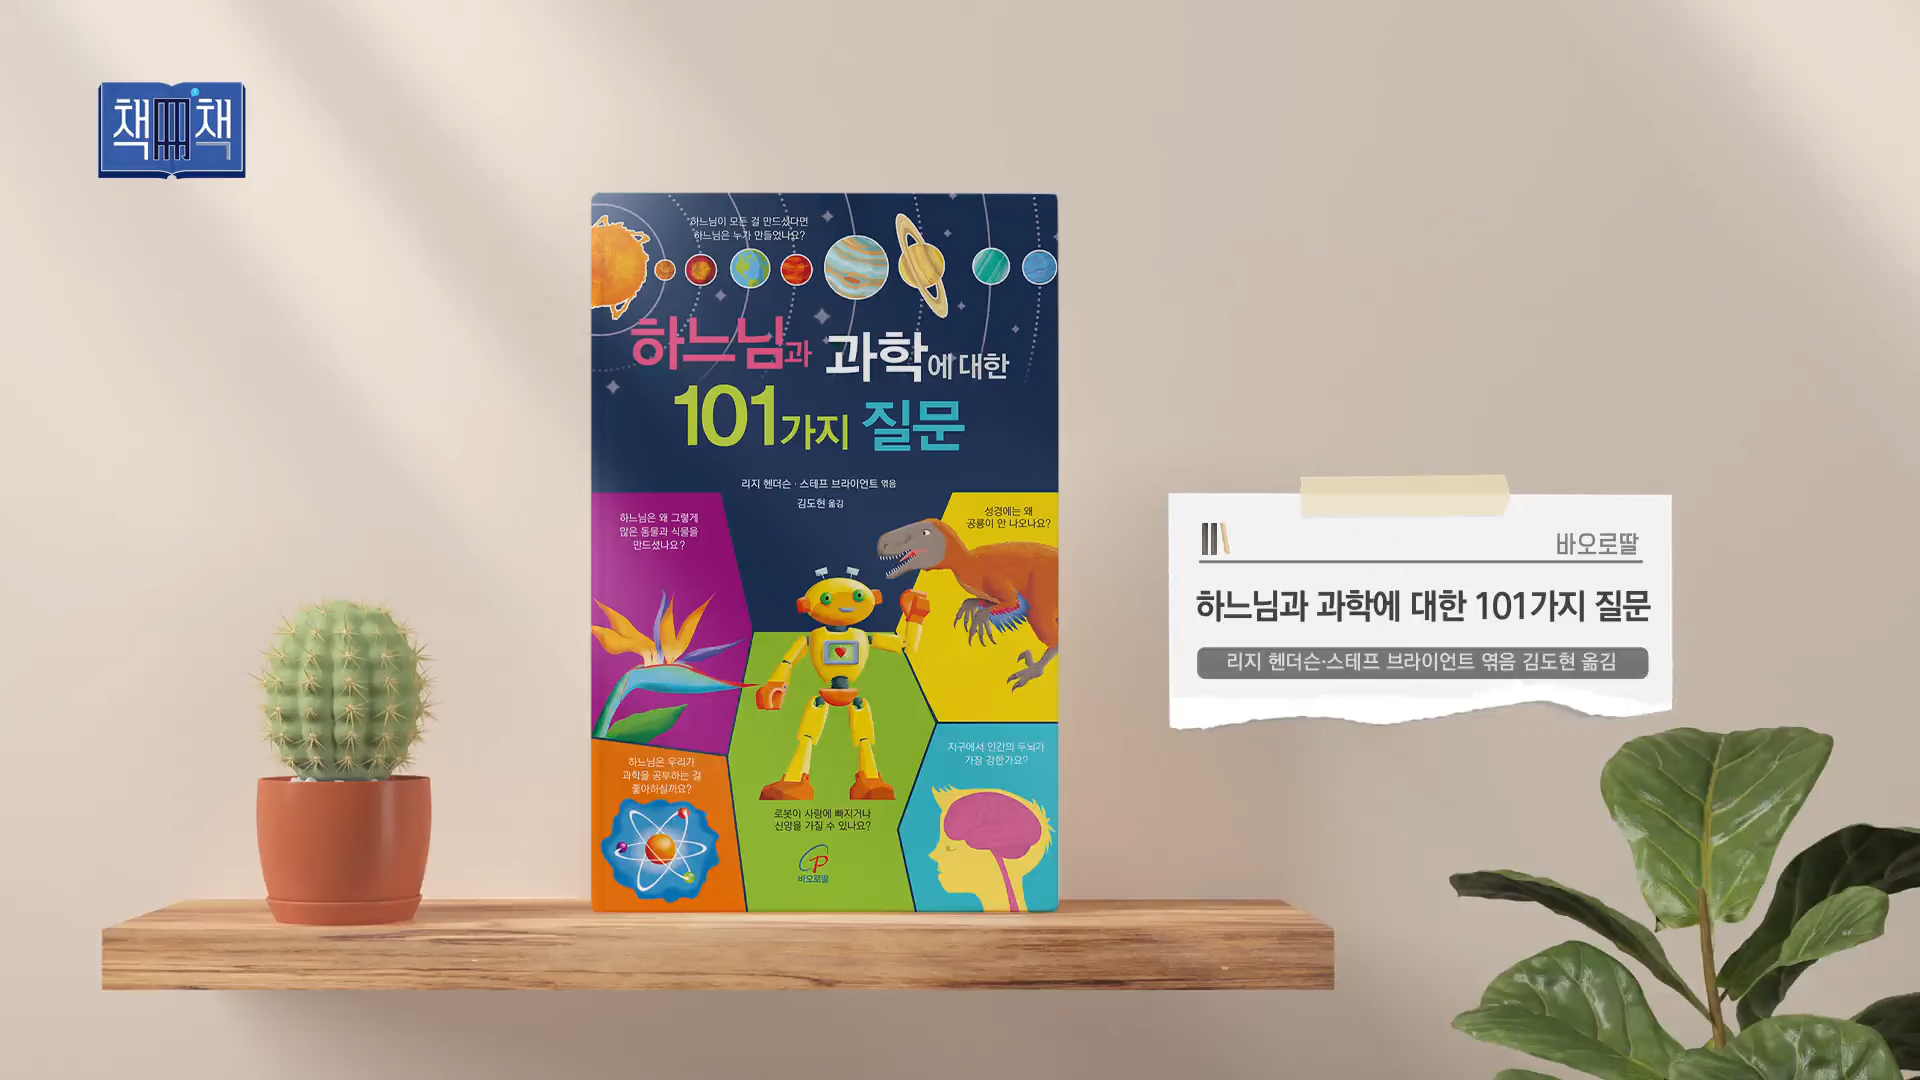 책冊책
하느님이 모든 걸 만드셨다면
하느님은 누가 만들었나요?
하느님과 과학에 대한
101가지 질문
리지 헨더슨 · 스테프 브라이언트 엮음
김도현 옮김
하느님은 왜 그렇게
많은 동물과 식물을
만드셨나요?
성경에는 왜
공룡이 안 나오나요?
하느님은 우리가
과학을 공부하는 걸
좋아하실까요?
로봇이 사랑에 빠지거나
신앙을 가질 수 있나요?
지구에서 인간의 두뇌가
가장 강한가요?
바오로딸
바오로딸
하느님과 과학에 대한 101가지 질문
리지 헨더슨·스테프 브라이언트 엮음 김도현 옮김